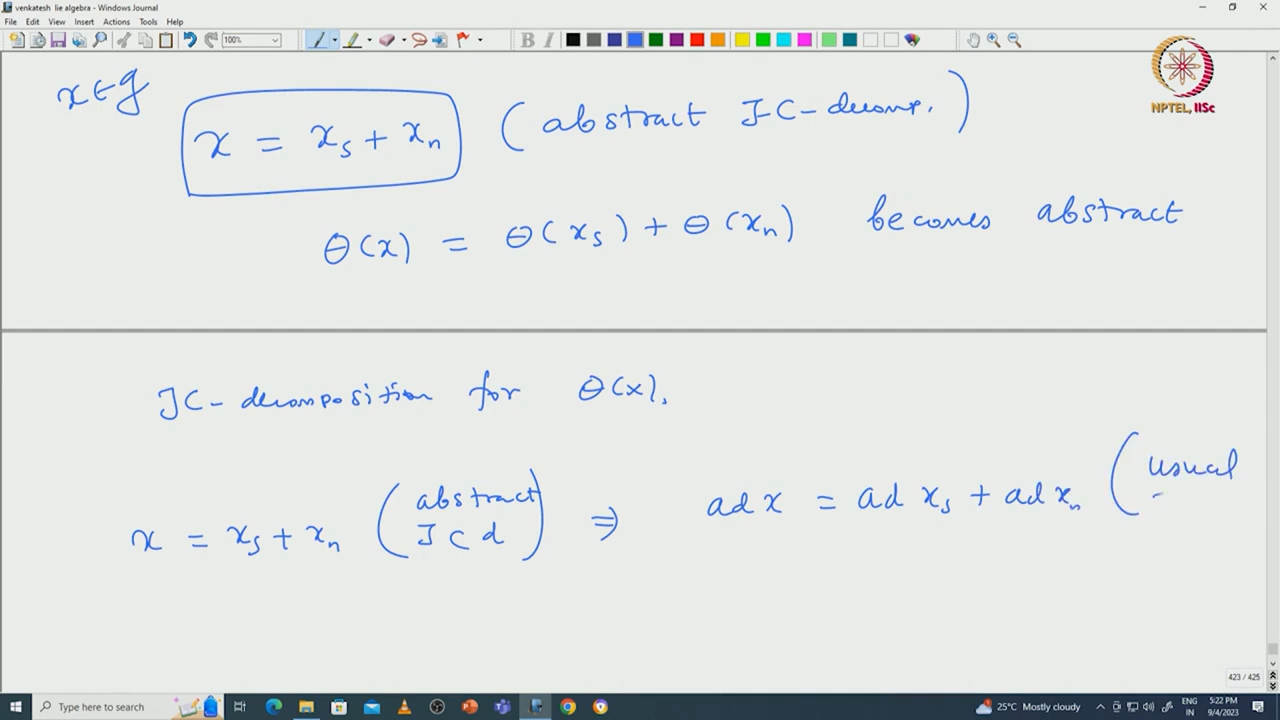 venkatesh lie algebra - Windows Journal
File Edit View Insert Actions Tools Help
100%
B I
NPTEL, IISc
x ∈ g
x = x_s + x_n (abstract JC-decomp.)
θ(x) = θ(x_s) + θ(x_n) becomes abstract
JC-decomposition for θ(x).
x = x_s + x_n (abstract JCd) ⇒ ad x = ad x_s + ad x_n (usual
423 / 425
Type here to search
25°C Mostly cloudy
ENG
IN
5:22 PM
9/4/2023